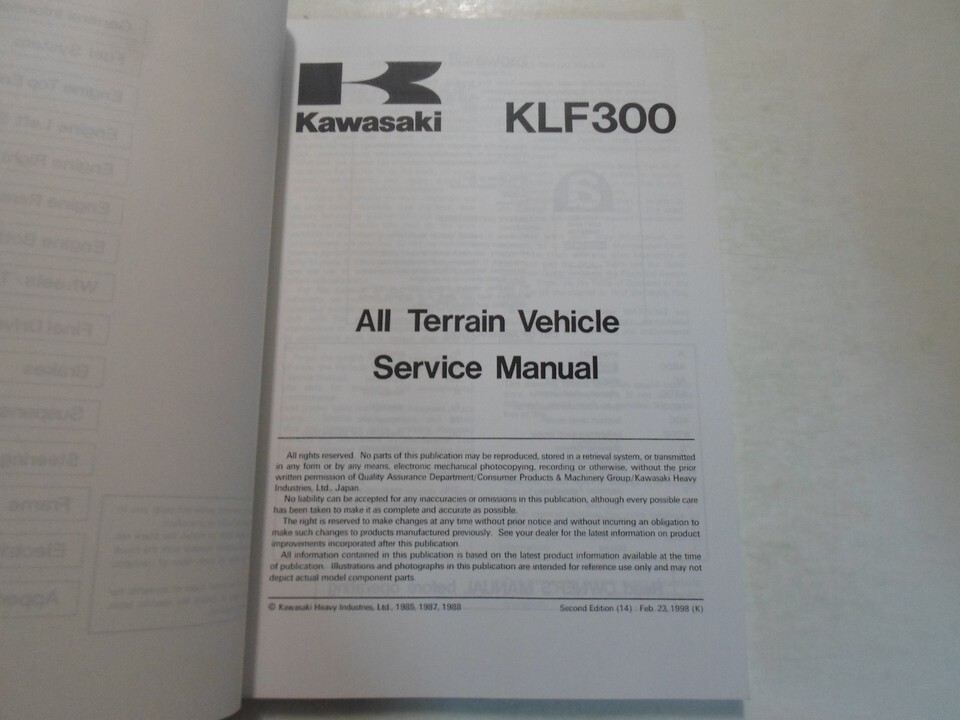 Kawasaki
KLF300
All Terrain Vehicle
Service Manual
All rights reserved. No parts of this publication may be reproduced, stored in a retrieval system, or transmitted
in any form or by any means, electronic mechanical photocopying, recording or otherwise, without the prior
written permission of Quality Assurance Department/Consumer Products & Machinery Group/Kawasaki Heavy
Industries, Ltd., Japan.
No liability can be accepted for any inaccuracies or omissions in this publication, although every possible care
has been taken to make it as complete and accurate as possible.
The right is reserved to make changes at any time without prior notice and without incurring an obligation to
make such changes to products manufactured previously. See your dealer for the latest information on product
improvements incorporated after this publication.
All information contained in this publication is based on the latest product information available at the time
of publication. Illustrations and photographs in this publication are intended for reference use only and may not
depict actual model component parts.
© Kawasaki Heavy Industries, Ltd., 1985, 1987, 1988
Second Edition (14) Feb. 23, 1998 (K)